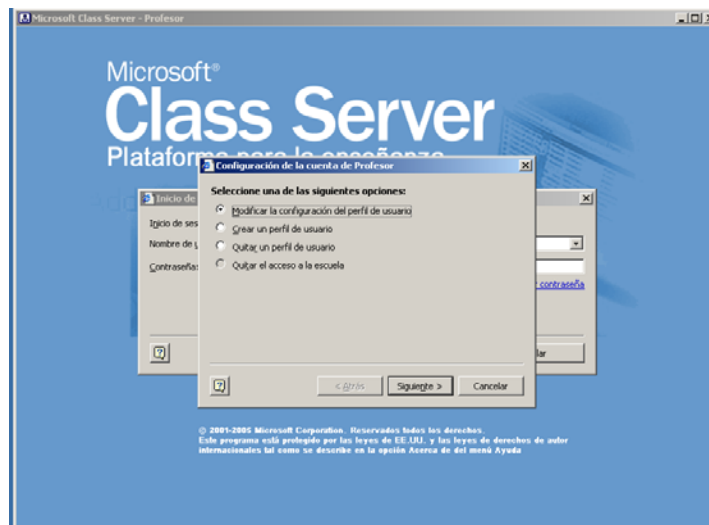 Microsoft Class Server - Profesor
Microsoft®
Class Server
Plataforma para la enseñanza
Configuración de la cuenta de Profesor
Seleccione una de las siguientes opciones:
Modificar la configuración del perfil de usuario
Crear un perfil de usuario
Quitar un perfil de usuario
Quitar el acceso a la escuela
< Atrás
Siguiente >
Cancelar
Inicio de
Inicio de ses
Nombre de u
Contraseña:
contraseña
lar
© 2001-2005 Microsoft Corporation. Reservados todos los derechos.
Este programa está protegido por las leyes de EE.UU. y las leyes de derechos de autor
internacionales tal como se describe en la opción Acerca de del menú Ayuda